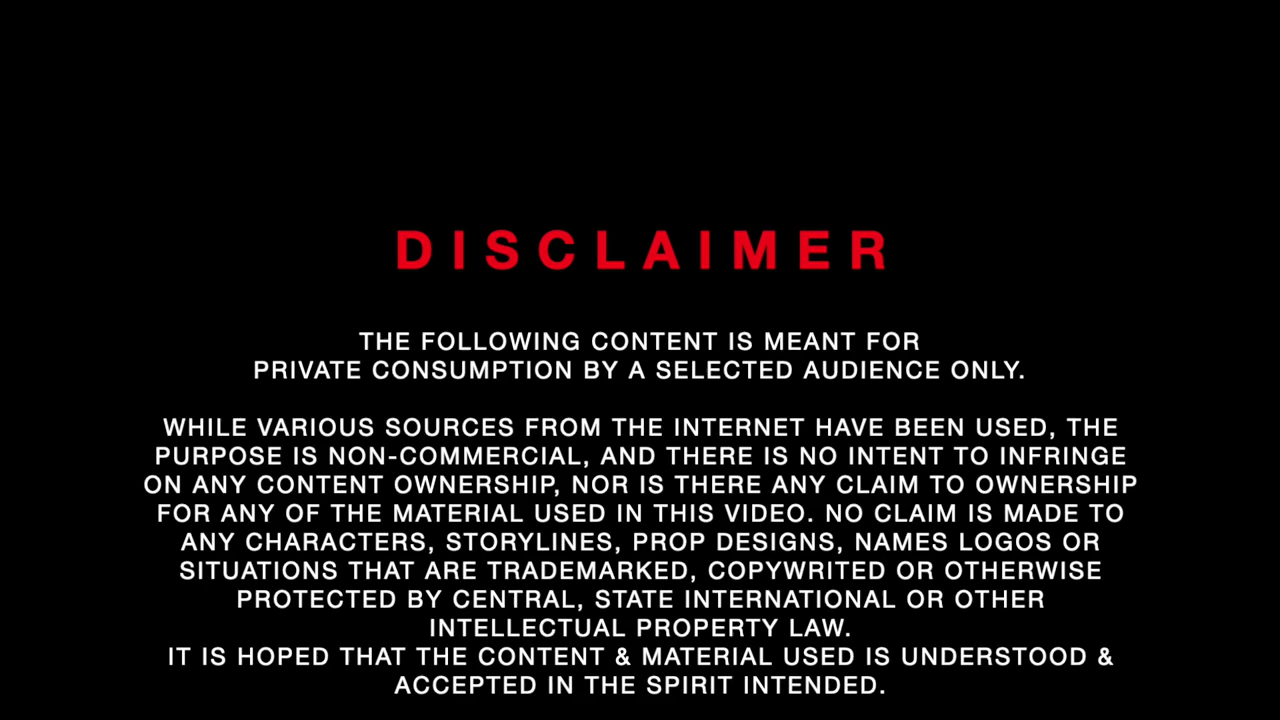 DISCLAIMER
THE FOLLOWING CONTENT IS MEANT FOR
PRIVATE CONSUMPTION BY A SELECTED AUDIENCE ONLY.
WHILE VARIOUS SOURCES FROM THE INTERNET HAVE BEEN USED, THE
PURPOSE IS NON-COMMERCIAL, AND THERE IS NO INTENT TO INFRINGE
ON ANY CONTENT OWNERSHIP, NOR IS THERE ANY CLAIM TO OWNERSHIP
FOR ANY OF THE MATERIAL USED IN THIS VIDEO. NO CLAIM IS MADE TO
ANY CHARACTERS, STORYLINES, PROP DESIGNS, NAMES LOGOS OR
SITUATIONS THAT ARE TRADEMARKED, COPYWRITED OR OTHERWISE
PROTECTED BY CENTRAL, STATE INTERNATIONAL OR OTHER
INTELLECTUAL PROPERTY LAW.
IT IS HOPED THAT THE CONTENT & MATERIAL USED IS UNDERSTOOD &
ACCEPTED IN THE SPIRIT INTENDED.